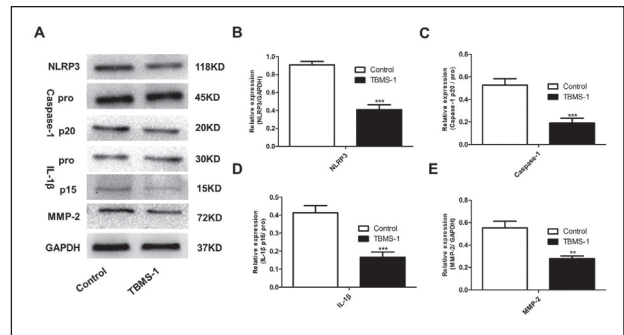 A
NLRP3 118KD
Caspase-1
pro 45KD
p20 20KD
IL-1β
pro 30KD
p15 15KD
MMP-2 72KD
GAPDH 37KD
Control TBMS-1
B
Relative expression
(NLRP3/GAPDH)
1.0
0.8
0.6
0.4
0.2
0.0
Control
TBMS-1
***
NLRP3
C
Relative expression
(Capase-1 p20 / pro)
0.8
0.6
0.4
0.2
0.0
Control
TBMS-1
***
Caspase-1
D
Relative expression
(IL-1β p15/ pro)
0.5
0.4
0.3
0.2
0.1
0.0
Control
TBMS-1
***
IL-1β
E
Relative expression
(MMP-2/ GAPDH)
0.8
0.6
0.4
0.2
0.0
Control
TBMS-1
**
MMP-2